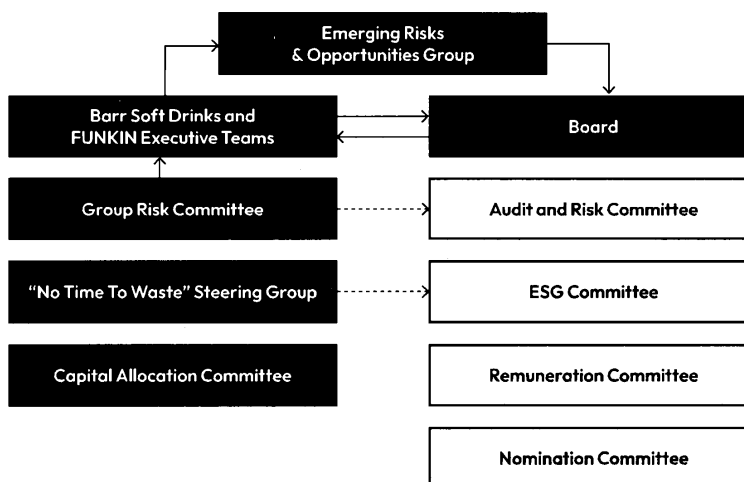 Emerging Risks
& Opportunities Group
Barr Soft Drinks and
FUNKIN Executive Teams
Board
Group Risk Committee
Audit and Risk Committee
“No Time To Waste” Steering Group
ESG Committee
Capital Allocation Committee
Remuneration Committee
Nomination Committee